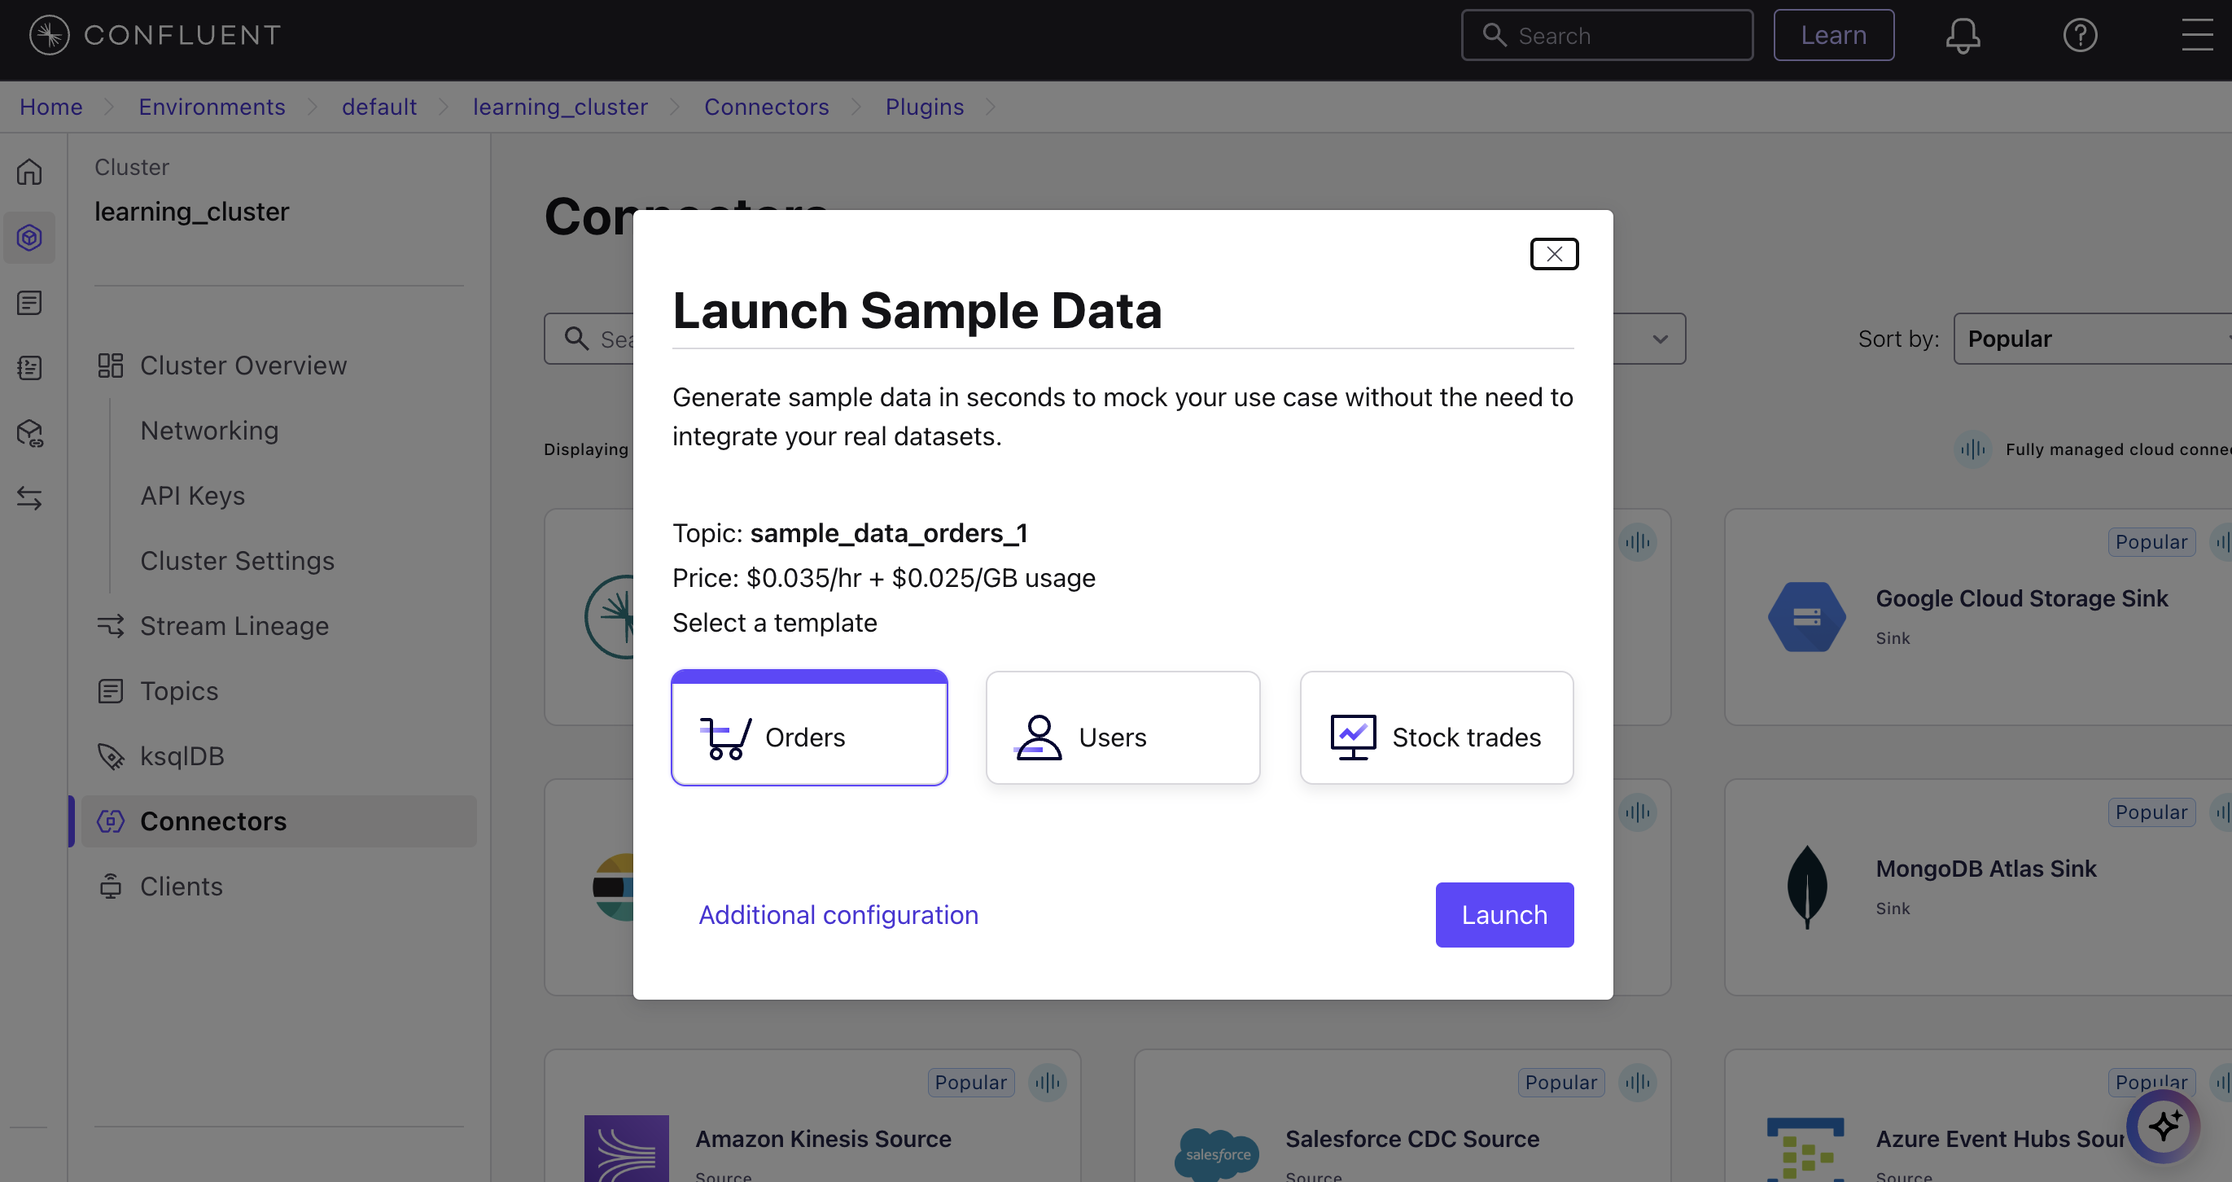 CONFLUENT
Search
Learn
Home
Environments
default
learning_cluster
Connectors
Plugins
Cluster
learning_cluster
Cluster Overview
Networking
API Keys
Cluster Settings
Stream Lineage
Topics
ksqlDB
Connectors
Clients
Sort by:
Popular
Displaying
Fully managed cloud
Launch Sample Data
Generate sample data in seconds to mock your use case without the need to
integrate your real datasets.
Topic: sample_data_orders_1
Price: $0.035/hr + $0.025/GB usage
Select a template
Orders
Users
Stock trades
Additional configuration
Launch
Popular
Google Cloud Storage Sink
Sink
Popular
MongoDB Atlas Sink
Sink
Popular
Amazon Kinesis Source
Source
Popular
salesforce
Salesforce CDC Source
Source
Popular
Azure Event Hubs
Source